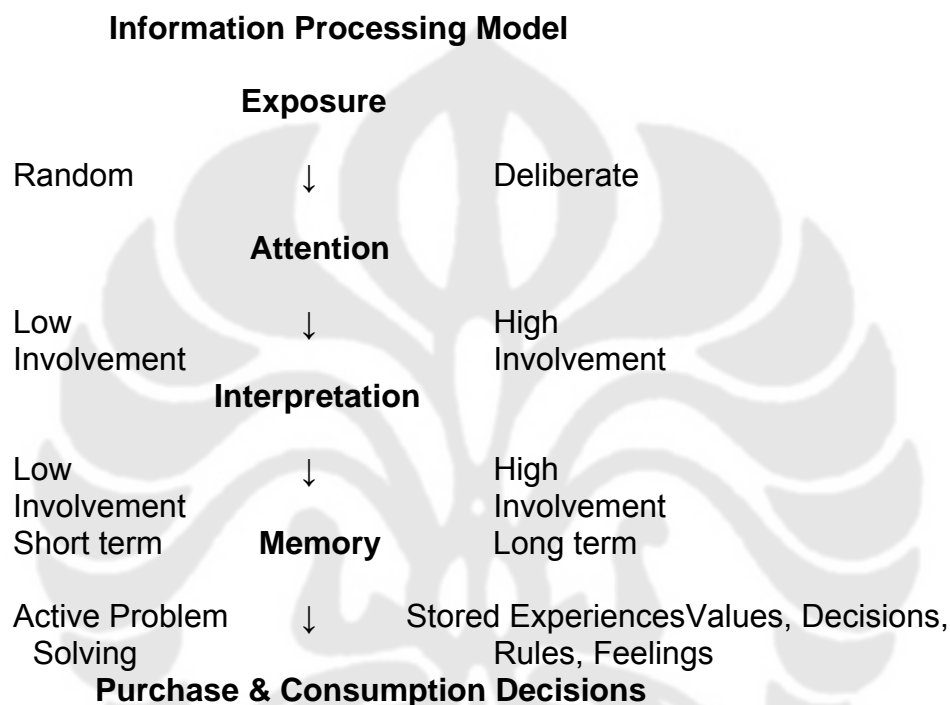 Information Processing Model
Exposure
Random ↓ Deliberate
Attention
Low ↓ High
Involvement Involvement
Interpretation
Low ↓ High
Involvement Involvement
Short term Memory Long term
Active Problem ↓ Stored ExperiencesValues, Decisions,
Solving Rules, Feelings
Purchase & Consumption Decisions